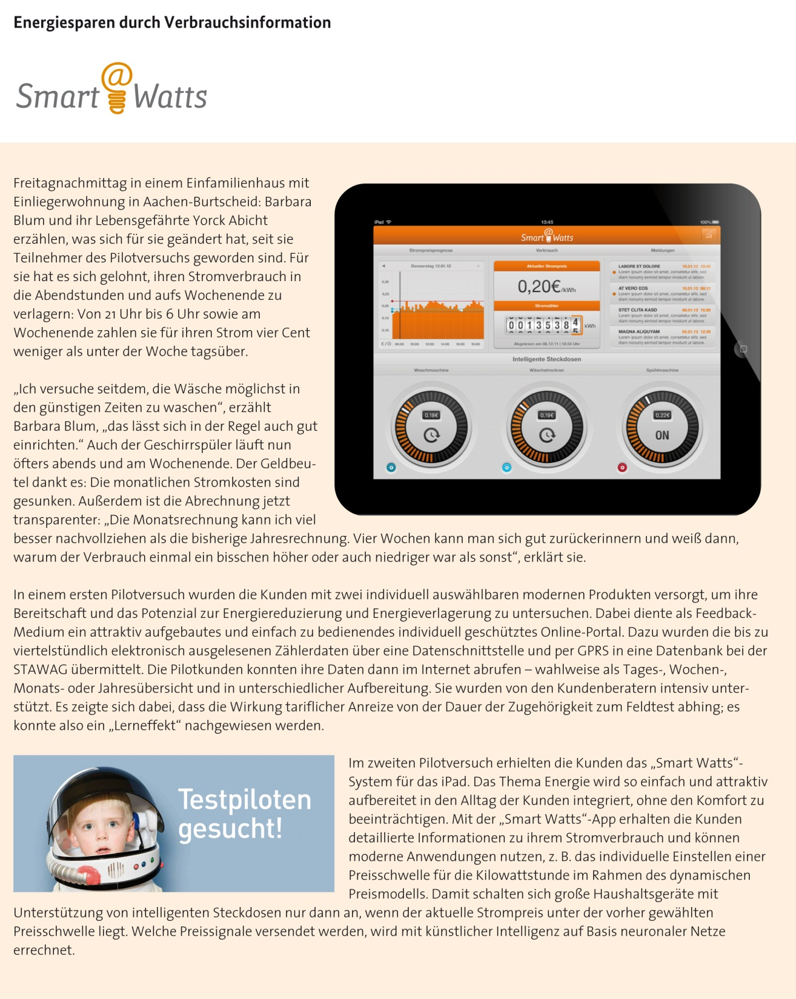 Energiesparen durch Verbrauchsinformation
Smart@Watts
Freitagnachmittag in einem Einfamilienhaus mit
Einliegerwohnung in Aachen-Burtscheid: Barbara
Blum und ihr Lebensgefährte Yorck Abicht
erzählen, was sich für sie geändert hat, seit sie
Teilnehmer des Pilotversuchs geworden sind. Für
sie hat es sich gelohnt, ihren Stromverbrauch in
die Abendstunden und aufs Wochenende zu
verlagern: Von 21 Uhr bis 6 Uhr sowie am
Wochenende zahlen sie für ihren Strom vier Cent
weniger als unter der Woche tagsüber.
„Ich versuche seitdem, die Wäsche möglichst in
den günstigen Zeiten zu waschen“, erzählt
Barbara Blum, „das lässt sich in der Regel auch gut
einrichten.“ Auch der Geschirrspüler läuft nun
öfters abends und am Wochenende. Der Geldbeu-
tel dankt es: Die monatlichen Stromkosten sind
gesunken. Außerdem ist die Abrechnung jetzt
transparenter: „Die Monatsrechnung kann ich viel
besser nachvollziehen als die bisherige Jahresrechnung. Vier Wochen kann man sich gut zurückerinnern und weiß dann,
warum der Verbrauch einmal ein bisschen höher oder auch niedriger war als sonst“, erklärt sie.
iPad 13:45 100%
Smart@Watts
Strompreisprognose Verbrauch Meldungen
Donnerstag 12.01.12
0,30
0,25
0,20
0,15
0,10
€/
Aktueller Strompreis
0,20€/kWh
Stromzähler
00135384 kWh
5
Abgelesen am 06.12.11 | 18:34 Uhr
LABORE ET DOLORE 10.01.12 10:42
Lorem ipsum dolor sit amet, consetetur elitr, sed
diam nonumy eirmod tempor invidunt ut labore.
AT VERO EOS 10.01.12 08:12
Lorem ipsum dolor sit amet, consetetur elitr, sed
diam nonumy eirmod tempor invidunt ut labore.
STET CLITA KASD 06.01.12 16:20
Lorem ipsum dolor sit amet, consetetur elitr, sed
diam nonumy eirmod tempor invidunt ut labore.
MAGNA ALIQUYAM 05.01.12 12:39
Lorem ipsum dolor sit amet, consetetur elitr, sed
diam nonumy eirmod tempor invidunt ut labore.
Intelligente Steckdosen
Waschmaschine Wäschetrockner Spühlmaschine
0,18€ 0,19€ 0,22€
ON
In einem ersten Pilotversuch wurden die Kunden mit zwei individuell auswählbaren modernen Produkten versorgt, um ihre
Bereitschaft und das Potenzial zur Energiereduzierung und Energieverlagerung zu untersuchen. Dabei diente als Feedback-
Medium ein attraktiv aufgebautes und einfach zu bedienendes individuell geschütztes Online-Portal. Dazu wurden die bis zu
viertelstündlich elektronisch ausgelesenen Zählerdaten über eine Datenschnittstelle und per GPRS in eine Datenbank bei der
STAWAG übermittelt. Die Pilotkunden konnten ihre Daten dann im Internet abrufen – wahlweise als Tages-, Wochen-,
Monats- oder Jahresübersicht und in unterschiedlicher Aufbereitung. Sie wurden von den Kundenberatern intensiv unter-
stützt. Es zeigte sich dabei, dass die Wirkung tariflicher Anreize von der Dauer der Zugehörigkeit zum Feldtest abhing; es
konnte also ein „Lerneffekt“ nachgewiesen werden.
Testpiloten
gesucht!
Im zweiten Pilotversuch erhielten die Kunden das „Smart Watts“-
System für das iPad. Das Thema Energie wird so einfach und attraktiv
aufbereitet in den Alltag der Kunden integriert, ohne den Komfort zu
beeinträchtigen. Mit der „Smart Watts“-App erhalten die Kunden
detaillierte Informationen zu ihrem Stromverbrauch und können
moderne Anwendungen nutzen, z. B. das individuelle Einstellen einer
Preisschwelle für die Kilowattstunde im Rahmen des dynamischen
Preismodells. Damit schalten sich große Haushaltsgeräte mit
Unterstützung von intelligenten Steckdosen nur dann an, wenn der aktuelle Strompreis unter der vorher gewählten
Preisschwelle liegt. Welche Preissignale versendet werden, wird mit künstlicher Intelligenz auf Basis neuronaler Netze
errechnet.